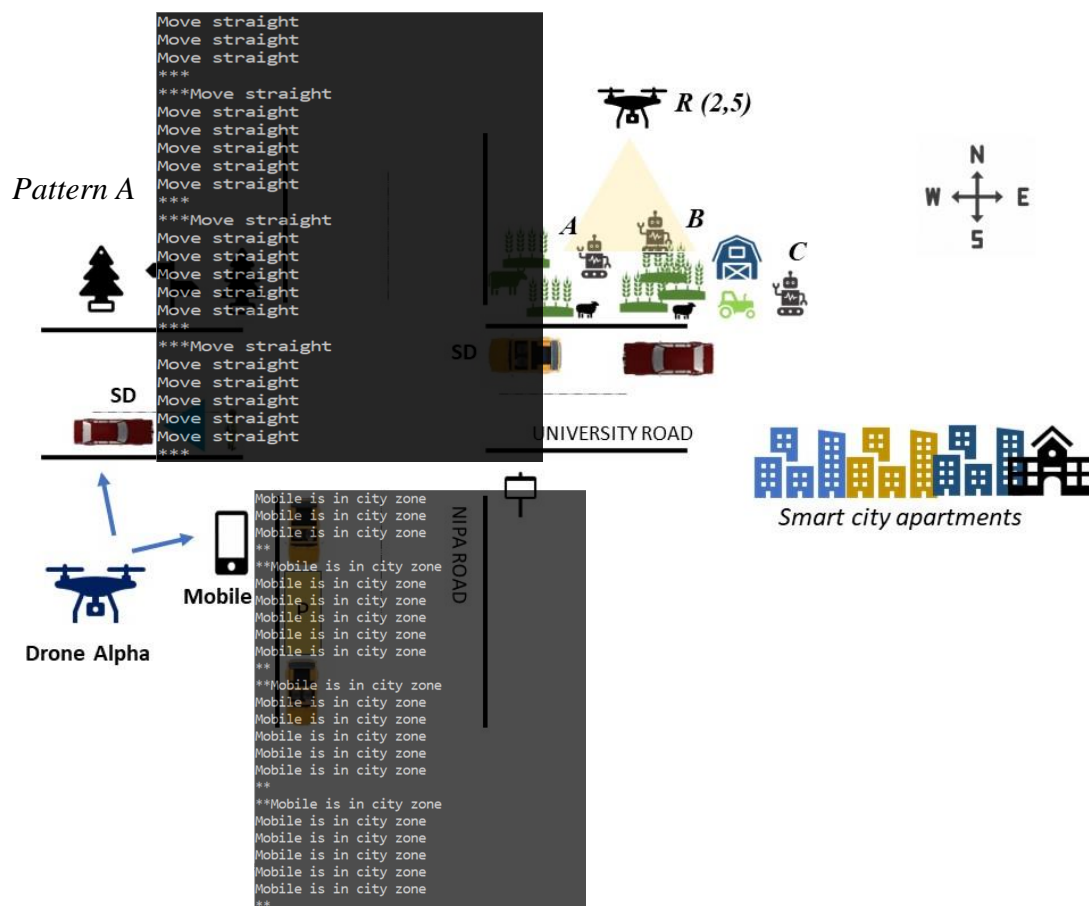 Move straight
Move straight
Move straight
***
***Move straight
Move straight
Move straight
Move straight
Move straight
Move straight
***
***Move straight
Move straight
Move straight
Move straight
Move straight
Move straight
***
***Move straight
Move straight
Move straight
Move straight
Move straight
Move straight
***
R (2,5)
N
W E
S
Pattern A
A
B
C
SD
SD
UNIVERSITY ROAD
Smart city apartments
NIPA ROAD
Mobile
Drone Alpha
P
Mobile is in city zone
Mobile is in city zone
Mobile is in city zone
**
**Mobile is in city zone
Mobile is in city zone
Mobile is in city zone
Mobile is in city zone
Mobile is in city zone
Mobile is in city zone
**
**Mobile is in city zone
Mobile is in city zone
Mobile is in city zone
Mobile is in city zone
Mobile is in city zone
Mobile is in city zone
**
**Mobile is in city zone
Mobile is in city zone
Mobile is in city zone
Mobile is in city zone
Mobile is in city zone
Mobile is in city zone
**